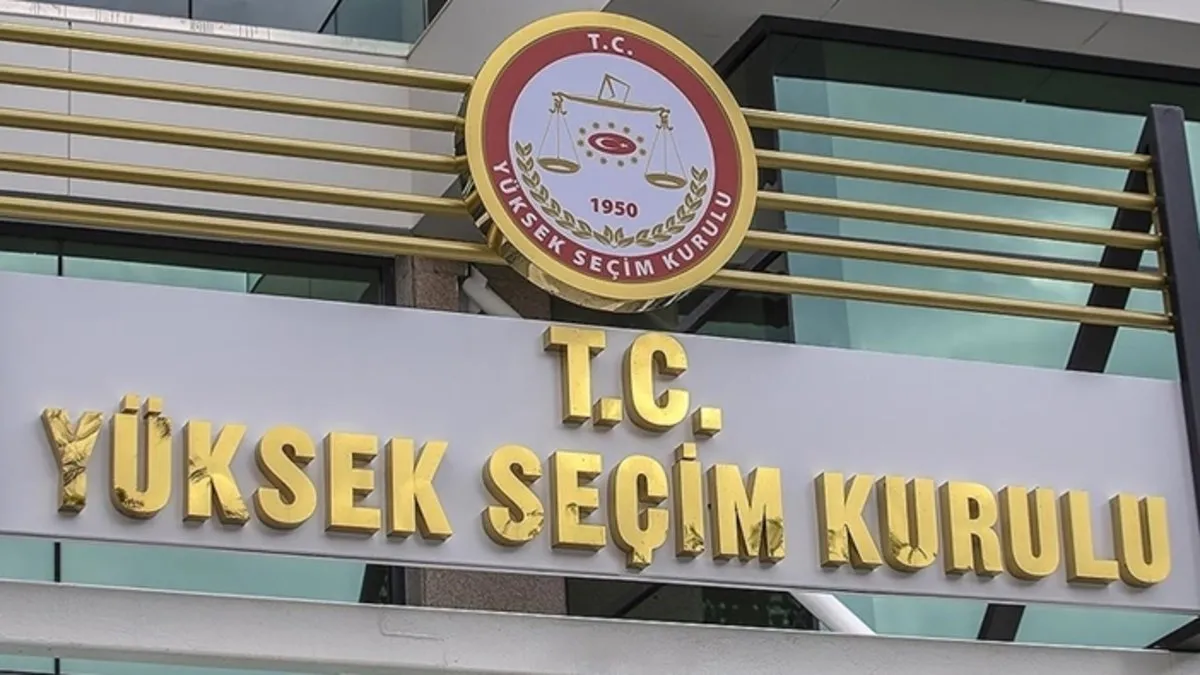 T.C.
1950
YÜKSEK SEÇİM KURULU
T.C.
YÜKSEK SEÇİM KURULU